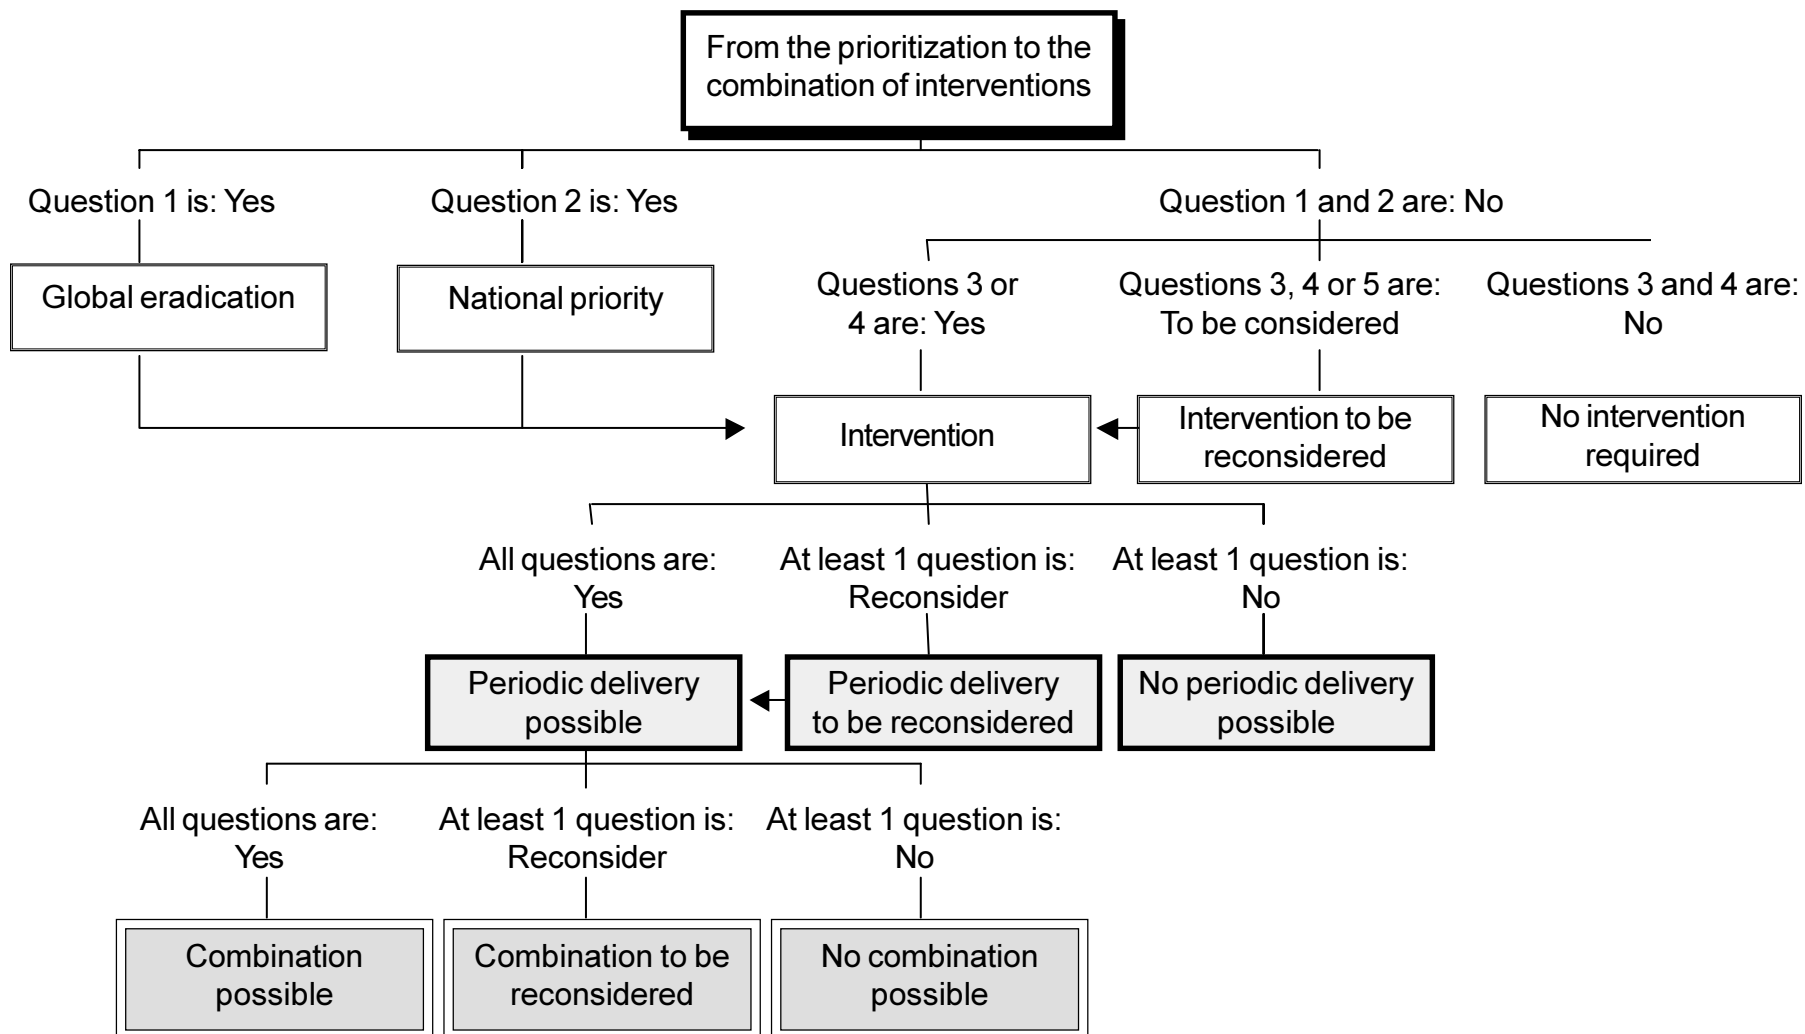 From the prioritization to the
combination of interventions
Question 1 is: Yes
Question 2 is: Yes
Question 1 and 2 are: No
Global eradication
National priority
Questions 3 or
4 are: Yes
Questions 3, 4 or 5 are:
To be considered
Questions 3 and 4 are:
No
Intervention
Intervention to be
reconsidered
No intervention
required
All questions are:
Yes
At least 1 question is:
Reconsider
At least 1 question is:
No
Periodic delivery
possible
Periodic delivery
to be reconsidered
No periodic delivery
possible
All questions are:
Yes
At least 1 question is:
Reconsider
At least 1 question is:
No
Combination
possible
Combination to be
reconsidered
No combination
possible